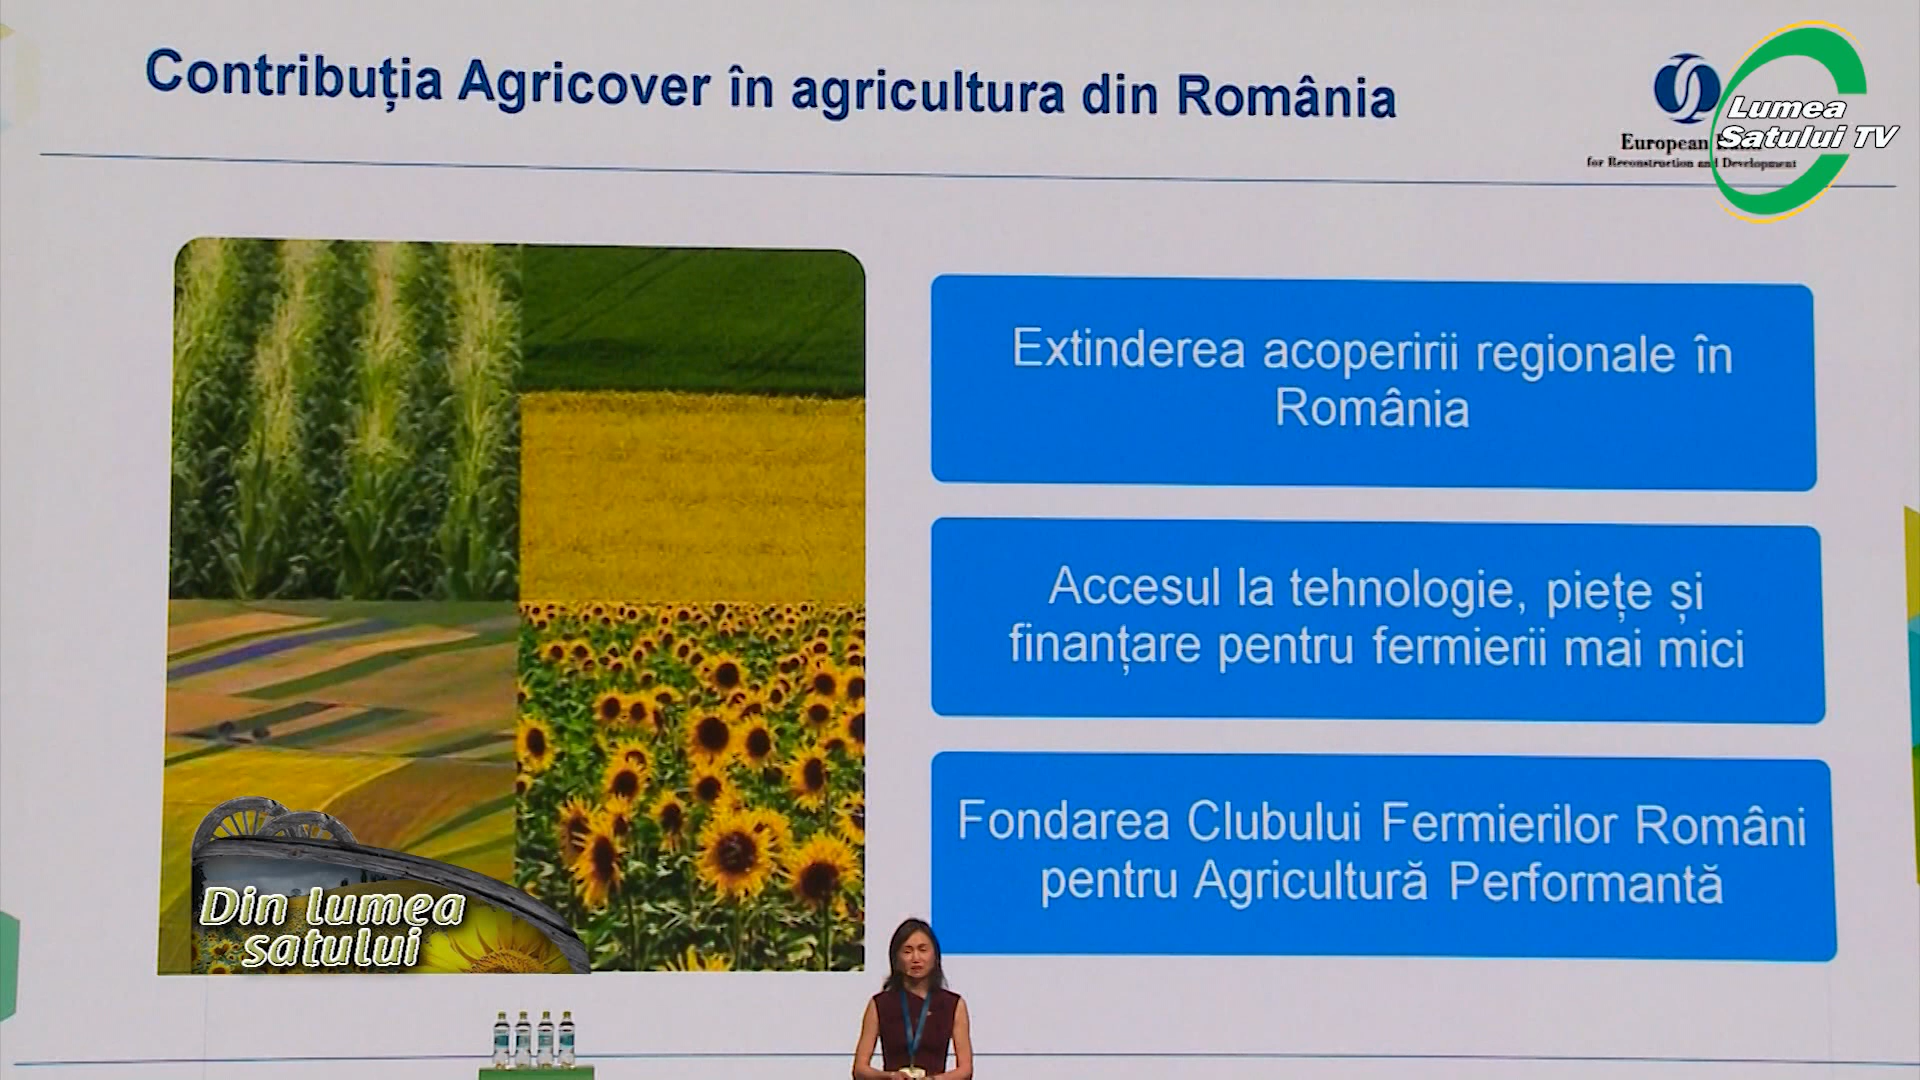 Contribuția Agricover în agricultura din România
European
for Reconstruction and Development
Lumea
Satului TV
Extinderea acoperirii regionale în
România
Accesul la tehnologie, piețe și
finanțare pentru fermierii mai mici
Fondarea Clubului Fermierilor Români
pentru Agricultură Performantă
Din lumea
satului